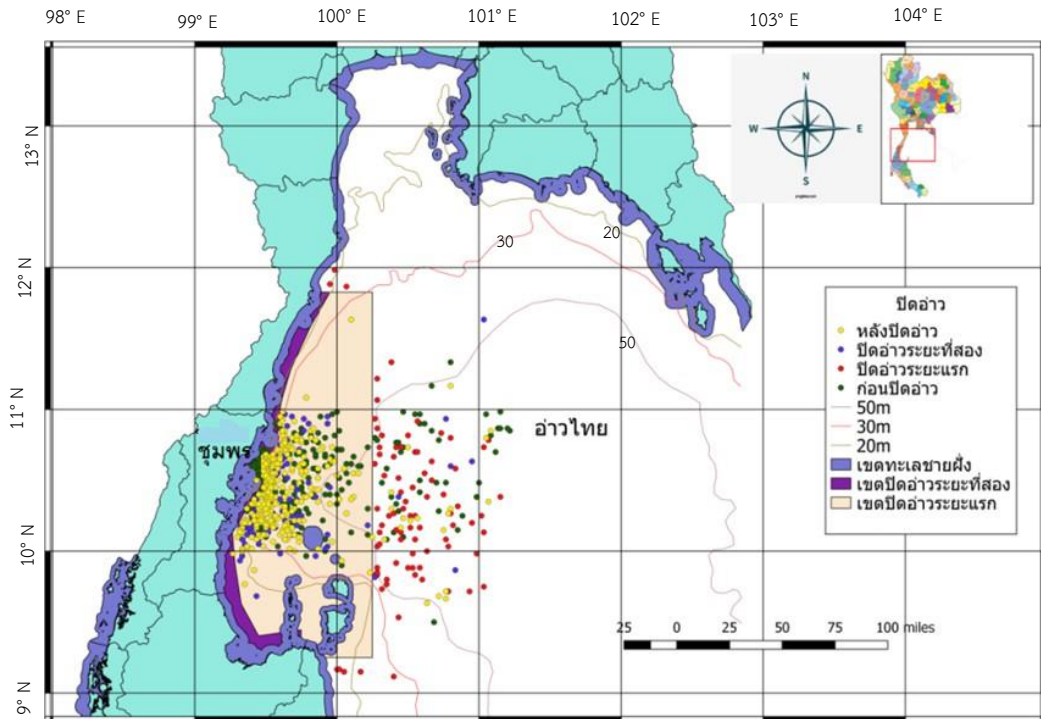 98° E
99° E
100° E
101° E
102° E
103° E
104° E
13° N
12° N
11° N
10° N
9° N
N
W
E
S
30
20
50
ชุมพร
อ่าวไทย
ปิดอ่าว
หลังปิดอ่าว
ปิดอ่าวระยะที่สอง
ปิดอ่าวระยะแรก
ก่อนปิดอ่าว
50m
30m
20m
เขตทะเลชายฝั่ง
เขตปิดอ่าวระยะที่สอง
เขตปิดอ่าวระยะแรก
25 0 25 50 75 100 miles